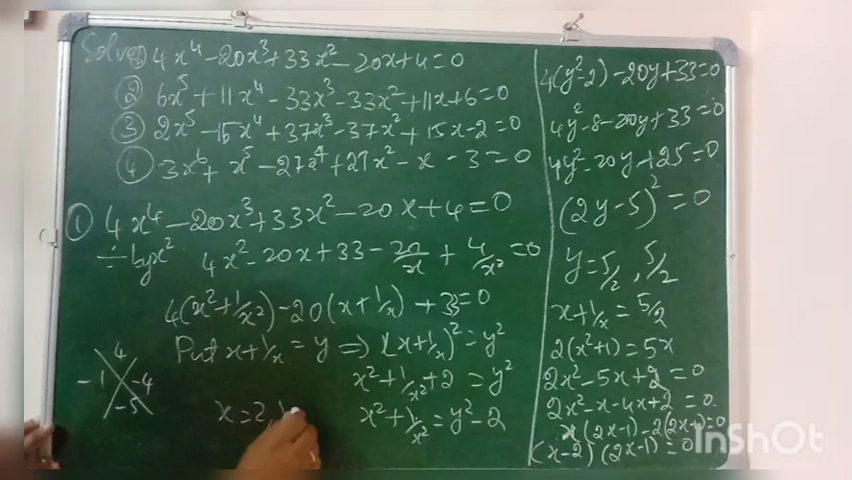 Solve ① 4x⁴ - 20x³ + 33x² - 20x + 4 = 0
② 6x⁵ + 11x⁴ - 33x³ - 33x² + 11x + 6 = 0
③ 2x⁵ - 15x⁴ + 37x³ - 37x² + 15x - 2 = 0
④ 3x⁶ + x⁵ - 27x⁴ + 27x² - x - 3 = 0
① 4x⁴ - 20x³ + 33x² - 20x + 4 = 0
÷ by x² 4x² - 20x + 33 - 20/x + 4/x² = 0
4(x² + 1/x²) - 20(x + 1/x) + 33 = 0
Put x + 1/x = y ⇒ (x + 1/x)² = y²
x² + 1/x² + 2 = y²
x² + 1/x² = y² - 2
4
-1 -4
-5
x = 2,
4(y² - 2) - 20y + 33 = 0
4y² - 8 - 20y + 33 = 0
4y² - 20y + 25 = 0
(2y - 5)² = 0
y = 5/2, 5/2
x + 1/x = 5/2
2(x² + 1) = 5x
2x² - 5x + 2 = 0
2x² - x - 4x + 2 = 0
x(2x - 1) - 2(2x - 1) = 0
(x - 2)(2x - 1) = 0
InShOt